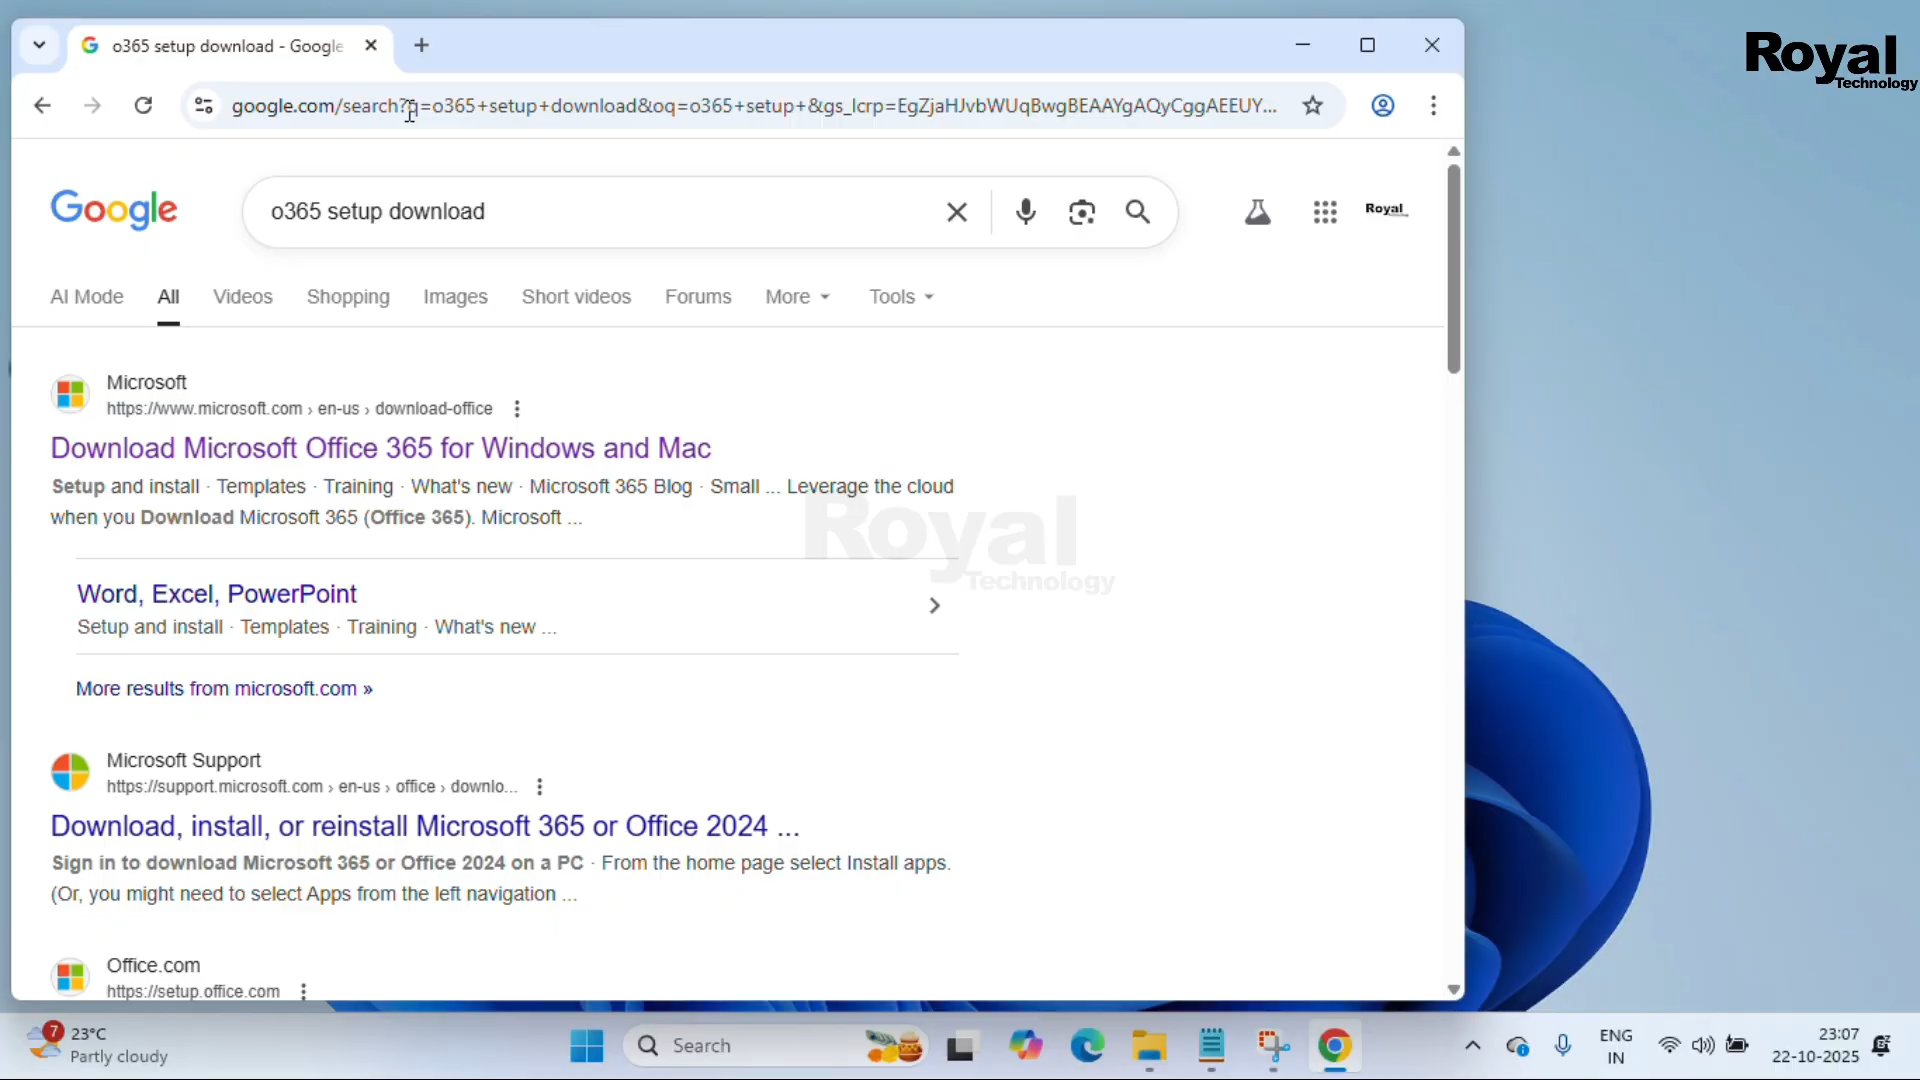 o365 setup download - Google
Royal
Technology
google.com/search?q=o365+setup+download&oq=o365+setup+&gs_lcrp=EgZjaHJvbWUqBwgBEAAYgAQyCggAEEUY...
Google
o365 setup download
Royal
AI Mode
All
Videos
Shopping
Images
Short videos
Forums
More
Tools
Microsoft
https://www.microsoft.com › en-us › download-office
Download Microsoft Office 365 for Windows and Mac
Setup and install · Templates · Training · What's new · Microsoft 365 Blog · Small ... Leverage the cloud
when you Download Microsoft 365 (Office 365). Microsoft ...
Royal
Technology
Word, Excel, PowerPoint
Setup and install · Templates · Training · What's new ...
More results from microsoft.com »
Microsoft Support
https://support.microsoft.com › en-us › office › downlo...
Download, install, or reinstall Microsoft 365 or Office 2024 ...
Sign in to download Microsoft 365 or Office 2024 on a PC · From the home page select Install apps.
(Or, you might need to select Apps from the left navigation ...
Office.com
https://setup.office.com
7
23°C
Partly cloudy
Search
ENG
IN
23:07
22-10-2025